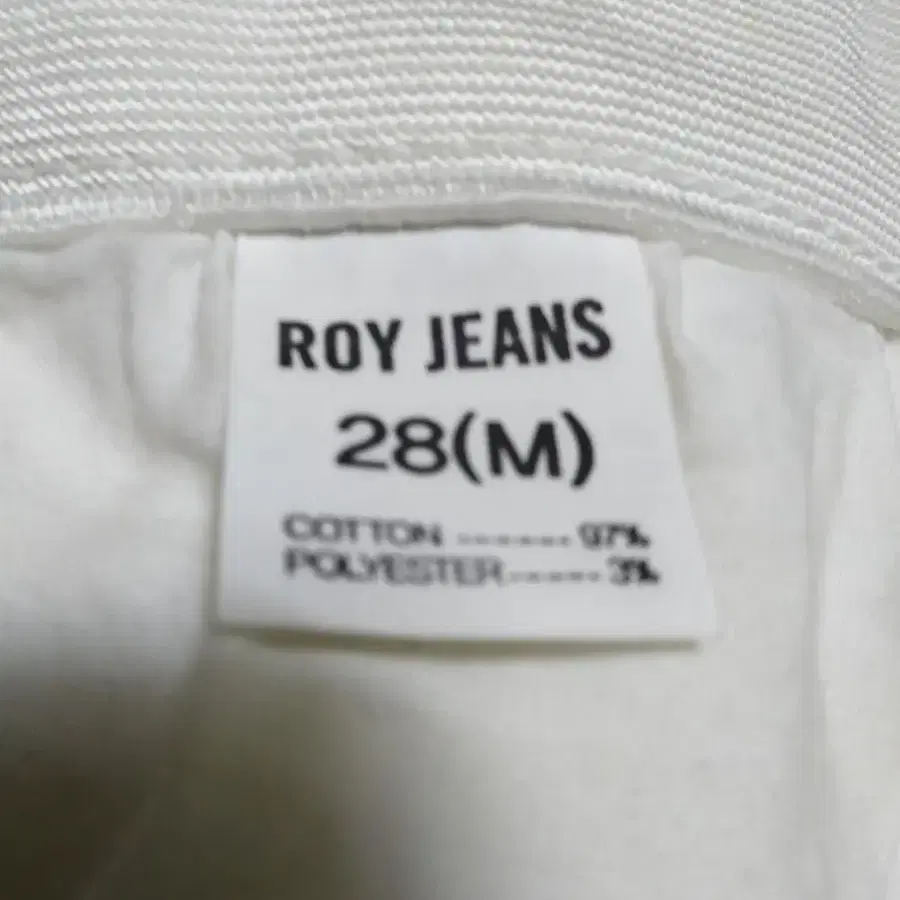 ROY JEANS
28(M)
COTTON ------- 97%
POLYESTER ------ 3%